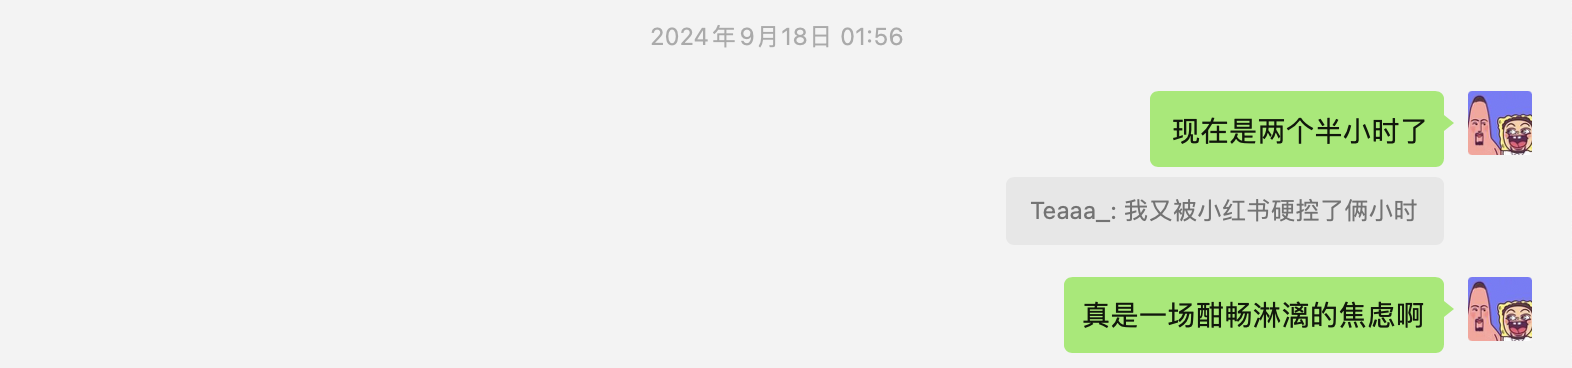 2024年9月18日 01:56
现在是两个半小时了
Teaaa_: 我又被小红书硬控了俩小时
真是一场酣畅淋漓的焦虑啊